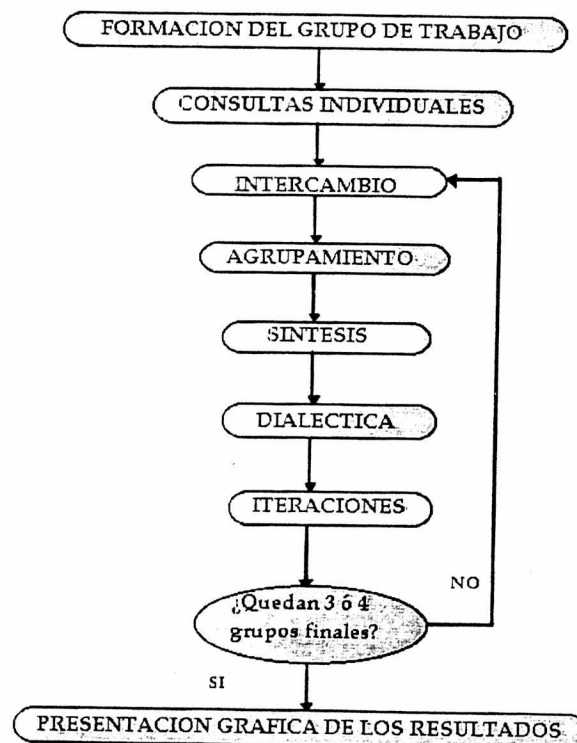 FORMACION DEL GRUPO DE TRABAJO
CONSULTAS INDIVIDUALES
INTERCAMBIO
AGRUPAMIENTO
SINTESIS
DIALECTICA
ITERACIONES
¿Quedan 3 ó 4
grupos finales?
NO
SI
PRESENTACION GRAFICA DE LOS RESULTADOS